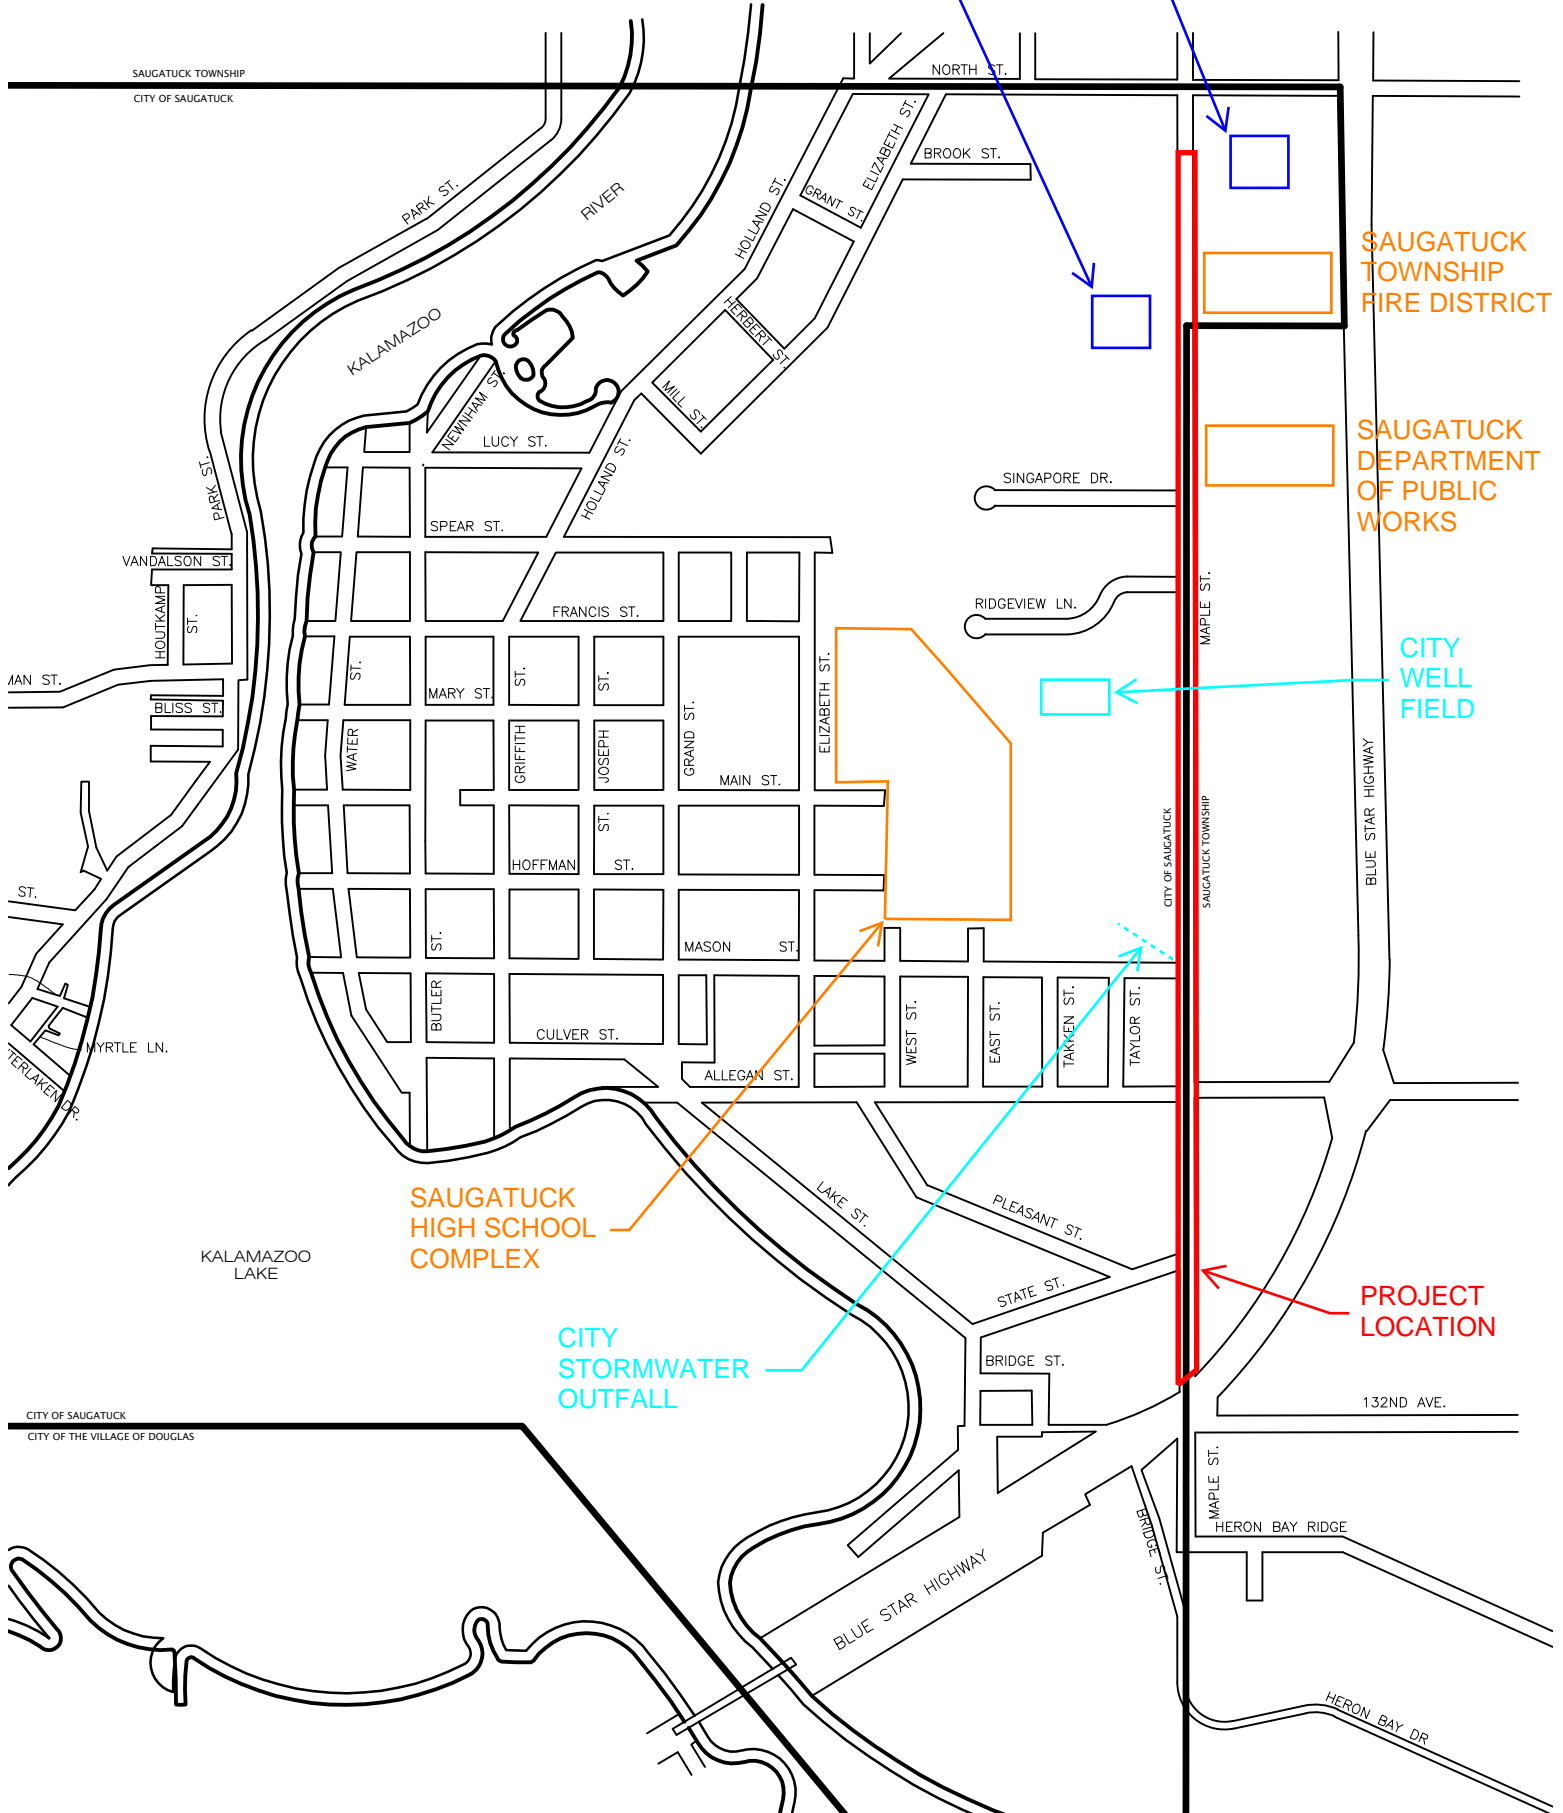 SAUGATUCK TOWNSHIP
CITY OF SAUGATUCK
NORTH ST.
BROOK ST.
ELIZABETH ST.
GRANT ST.
HOLLAND ST.
PARK ST.
RIVER
KALAMAZOO
SAUGATUCK
TOWNSHIP
FIRE DISTRICT
HERBERT ST.
MILL ST.
NEWNHAM ST.
LUCY ST.
HOLLAND ST.
SAUGATUCK
DEPARTMENT
OF PUBLIC
WORKS
SINGAPORE DR.
PARK ST.
SPEAR ST.
VANDALSON ST.
HOUTKAMP
ST.
FRANCIS ST.
RIDGEVIEW LN.
MAPLE ST.
CITY
WELL
FIELD
MAN ST.
BLISS ST.
ST.
WATER
MARY ST.
ST.
GRIFFITH
ST.
JOSEPH
ST.
GRAND ST.
ELIZABETH ST.
MAIN ST.
BLUE STAR HIGHWAY
CITY OF SAUGATUCK
SAUGATUCK TOWNSHIP
HOFFMAN ST.
ST.
MASON ST.
ST.
BUTLER
CULVER ST.
ALLEGAN ST.
WEST ST.
EAST ST.
TAKKEN ST.
TAYLOR ST.
MYRTLE LN.
TERLAKEN DR.
SAUGATUCK
HIGH SCHOOL
COMPLEX
LAKE ST.
PLEASANT ST.
STATE ST.
KALAMAZOO
LAKE
PROJECT
LOCATION
CITY
STORMWATER
OUTFALL
BRIDGE ST.
132ND AVE.
CITY OF SAUGATUCK
CITY OF THE VILLAGE OF DOUGLAS
MAPLE ST.
HERON BAY RIDGE
BRIDGE ST.
BLUE STAR HIGHWAY
HERON BAY DR